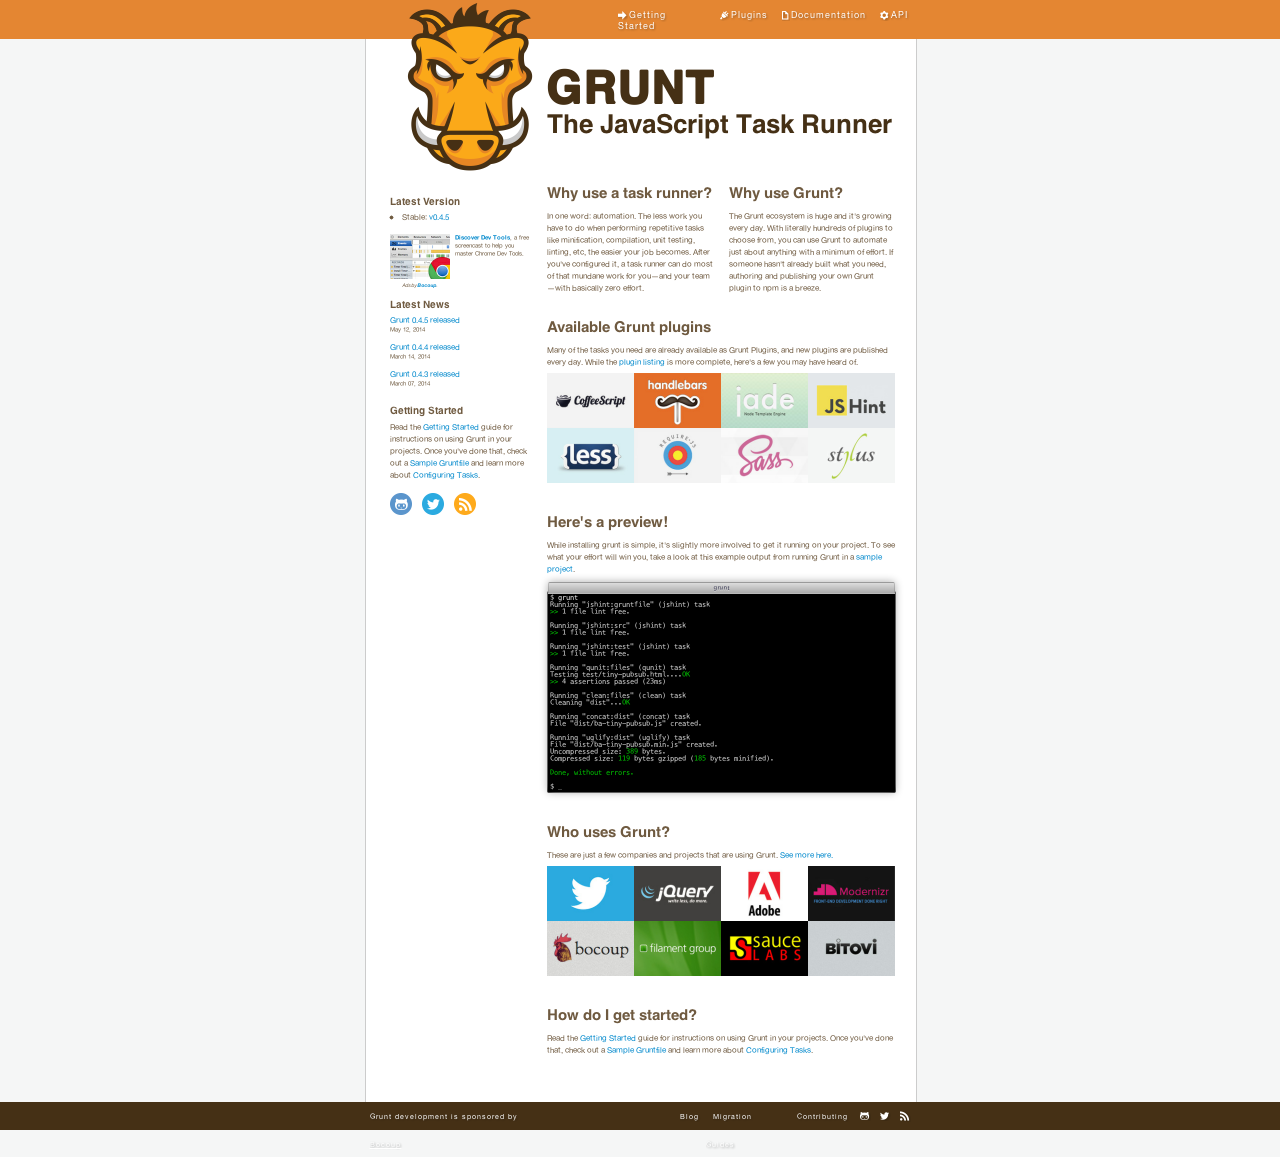 Getting Started
Plugins
Documentation
API
GRUNT
The JavaScript Task Runner
Latest Version
Stable: v0.4.5
Discover Dev Tools, a free
screencast to help you
master Chrome Dev Tools.
Ads by Bocoup.
Latest News
Grunt 0.4.5 released
May 12, 2014
Grunt 0.4.4 released
March 14, 2014
Grunt 0.4.3 released
March 07, 2014
Getting Started
Read the Getting Started guide for
instructions on using Grunt in your
projects. Once you've done that, check
out a Sample Gruntfile and learn more
about Configuring Tasks.
Why use a task runner?
In one word: automation. The less work you
have to do when performing repetitive tasks
like minification, compilation, unit testing,
linting, etc, the easier your job becomes. After
you've configured it, a task runner can do most
of that mundane work for you—and your team
—with basically zero effort.
Why use Grunt?
The Grunt ecosystem is huge and it's growing
every day. With literally hundreds of plugins to
choose from, you can use Grunt to automate
just about anything with a minimum of effort. If
someone hasn't already built what you need,
authoring and publishing your own Grunt
plugin to npm is a breeze.
Available Grunt plugins
Many of the tasks you need are already available as Grunt Plugins, and new plugins are published
every day. While the plugin listing is more complete, here's a few you may have heard of.
CoffeeScript
handlebars
jade
Node Template Engine
JS Hint
{less}
REQUIRE·JS
Sass
stylus
Here's a preview!
While installing grunt is simple, it's slightly more involved to get it running on your project. To see
what your effort will win you, take a look at this example output from running Grunt in a sample
project.
grunt
$ grunt
Running "jshint:gruntfile" (jshint) task
>> 1 file lint free.
Running "jshint:src" (jshint) task
>> 1 file lint free.
Running "jshint:test" (jshint) task
>> 1 file lint free.
Running "qunit:files" (qunit) task
Testing test/tiny-pubsub.html....OK
>> 4 assertions passed (23ms)
Running "clean:files" (clean) task
Cleaning "dist"...OK
Running "concat:dist" (concat) task
File "dist/ba-tiny-pubsub.js" created.
Running "uglify:dist" (uglify) task
File "dist/ba-tiny-pubsub.min.js" created.
Uncompressed size: 389 bytes.
Compressed size: 119 bytes gzipped (185 bytes minified).
Done, without errors.
$ _
Who uses Grunt?
These are just a few companies and projects that are using Grunt. See more here.
jQuery
write less, do more.
Adobe
Modernizr
FRONT-END DEVELOPMENT DONE RIGHT
bocoup
filament group
sauce
LABS
BiTOVi
How do I get started?
Read the Getting Started guide for instructions on using Grunt in your projects. Once you've done
that, check out a Sample Gruntfile and learn more about Configuring Tasks.
Grunt development is sponsored by
Blog
Migration
Contributing
Bocoup
Guides